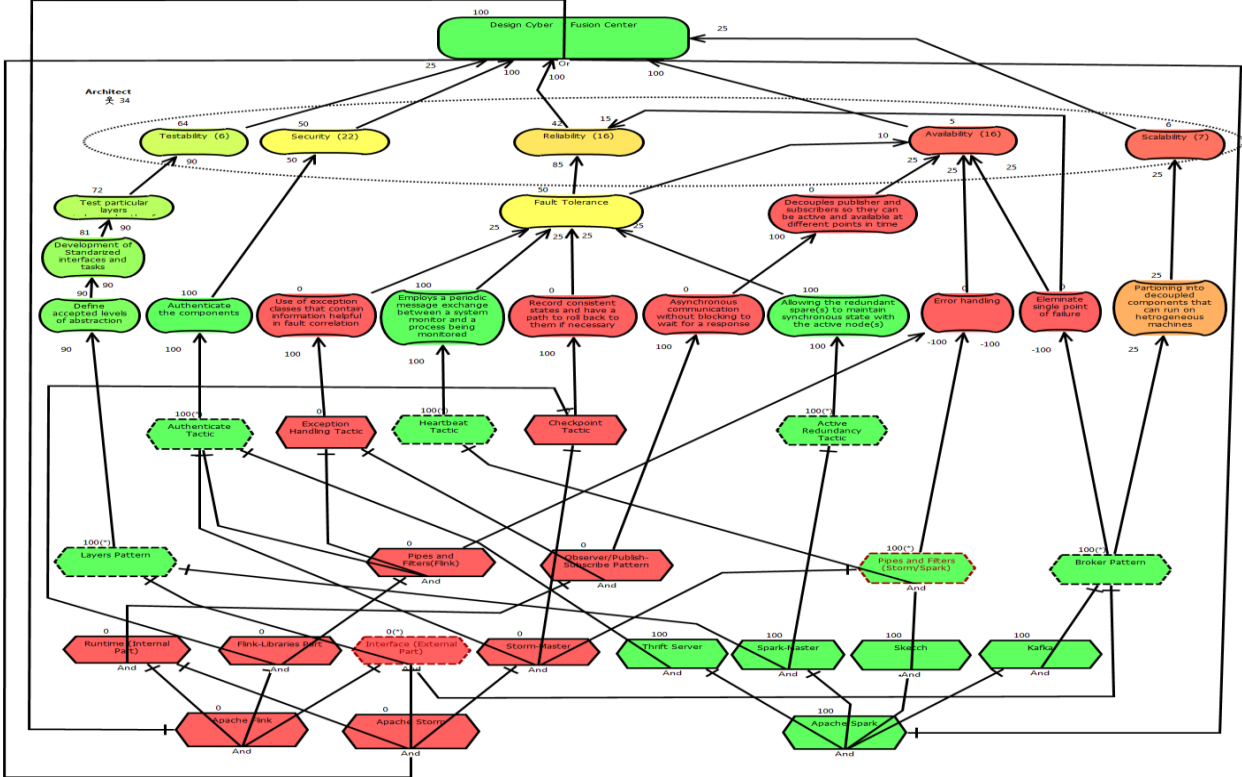 100
Design Cyber Fusion Center
25
Or
25
100
100
100
Architect
34
64
50
42
15
5
6
Testability (6)
Security (22)
Reliability (16)
10
Availability (16)
Scalability (7)
90
50
85
25
25
25
25
72
50
0
Test particular
layers
Fault Tolerance
Decouples publisher and
subscribers so they can
be active and available at
different points in time
81
90
25
25
25
25
100
Development of
Standarized
interfaces and
tasks
90
90
100
0
100
0
0
100
0
0
25
Define
accepted levels
of abstraction
Authenticate
the components
Use of exception
classes that contain
information helpful
in fault correlation
Employs a periodic
message exchange
between a system
monitor and a
process being
monitored
Record consistent
states and have a
path to roll back to
them if necessary
Asynchronous
communication
without blocking to
wait for a response
Allowing the redundant
spare(s) to maintain
synchronous state with
the active node(s)
Error handling
Eleminate single point
of failure
Partioning into
decoupled
components that
can run on
hetrogneous
machines
90
100
100
100
100
100
100
-100
-100
-100
25
100(*)
0
100(*)
0
100(*)
Authenticate
Tactic
Exception
Handling Tactic
Heartbeat
Tactic
Checkpoint
Tactic
Active
Redundancy
Tactic
100(*)
0
0
100(*)
100(*)
Layers Pattern
Pipes and
Filters(Flink)
Observer/Publish-
Subscribe Pattern
Pipes and Filters
(Storm/Spark)
Broker Pattern
And
And
And
0
0
0(*)
0
100
100
100
100
Runtime (Internal
Part)
Flink-Libraries Part
Interface (External
Part)
Storm-Master
Thrift Server
Spark-Master
Sketch
Kafka
And
And
And
And
And
And
And
And
0
0
100
Apache Flink
Apache Storm
Apache Spark
And
And
And